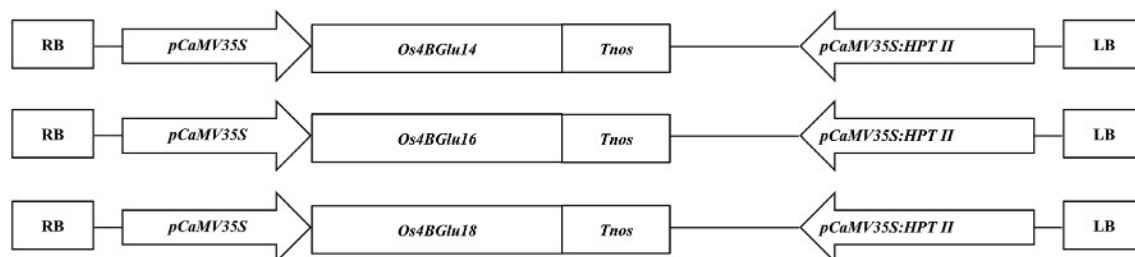 RB pCaMV35S Os4BGlu14 Tnos pCaMV35S:HPT II LB
RB pCaMV35S Os4BGlu16 Tnos pCaMV35S:HPT II LB
RB pCaMV35S Os4BGlu18 Tnos pCaMV35S:HPT II LB